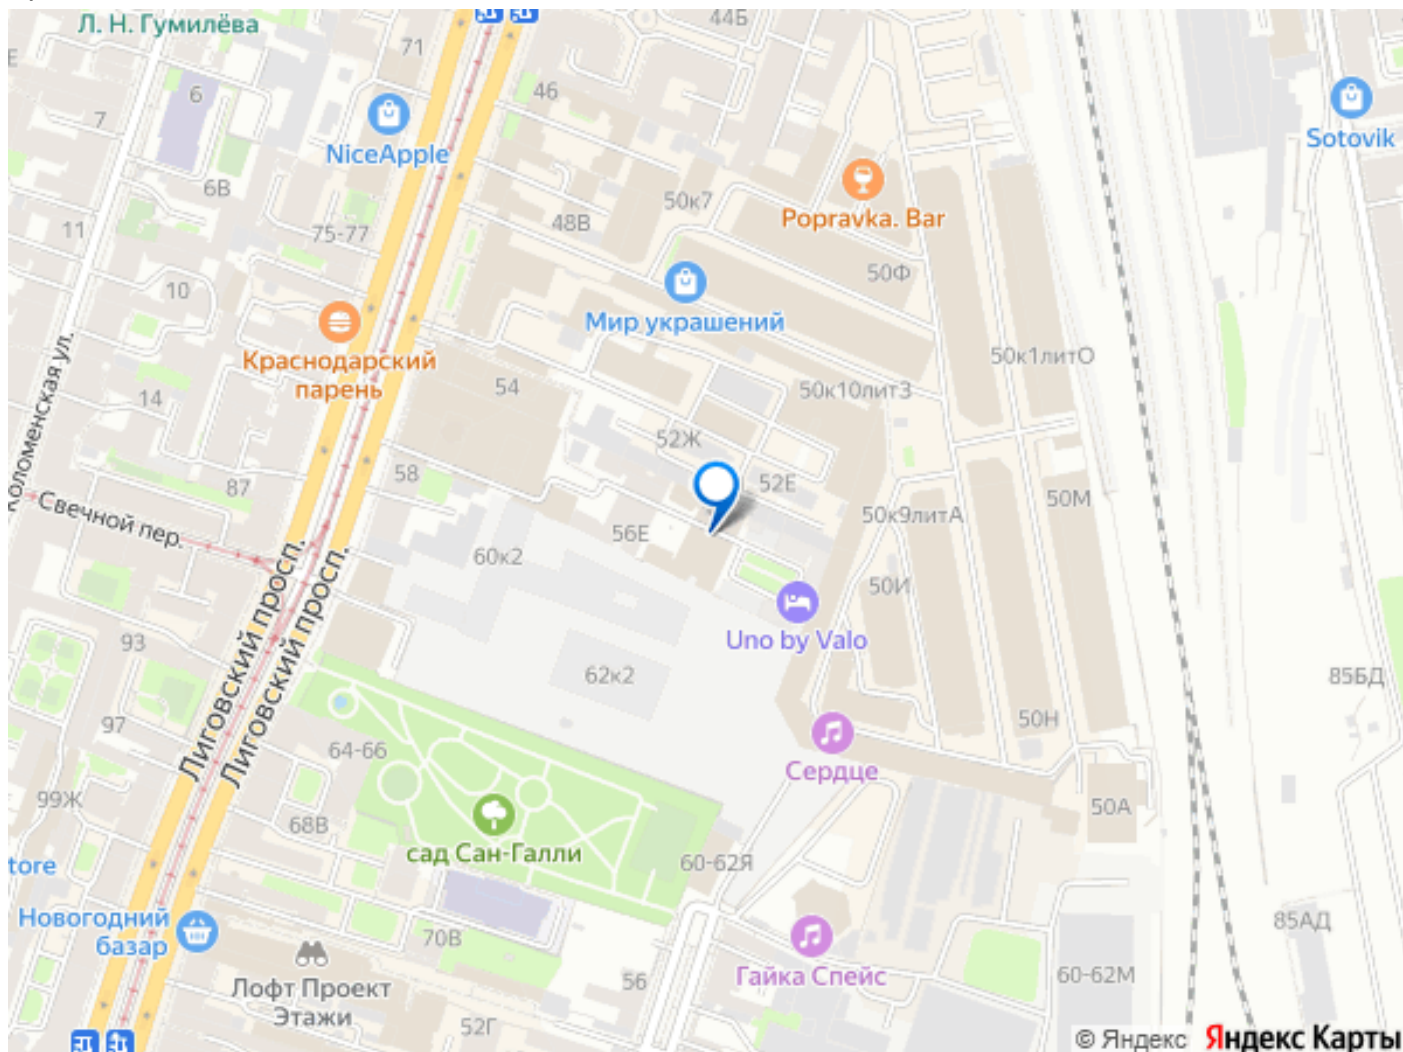 44Б
Л. Н. Гумилёва
71
Е
6
46
7
NiceApple
Sotovik
6В
50к7
Popravka. Bar
11
75-77
48В
50Ф
10
Мир украшений
Краснодарский
парень
50к1литО
54
50к10литЗ
14
Коломенская ул.
52Ж
58
87
52Е
50М
Свечной пер.
50к9литА
56Е
60к2
50И
Лиговский просп.
Лиговский просп.
93
Uno by Valo
62к2
85БД
97
64-66
50Н
Сердце
99Ж
68В
50А
сад Сан-Галли
60-62Я
tore
Новогодний
базар
70В
85АД
Гайка Спейс
60-62М
Лофт Проект
Этажи
56
52Г
© Яндекс Яндекс Карты